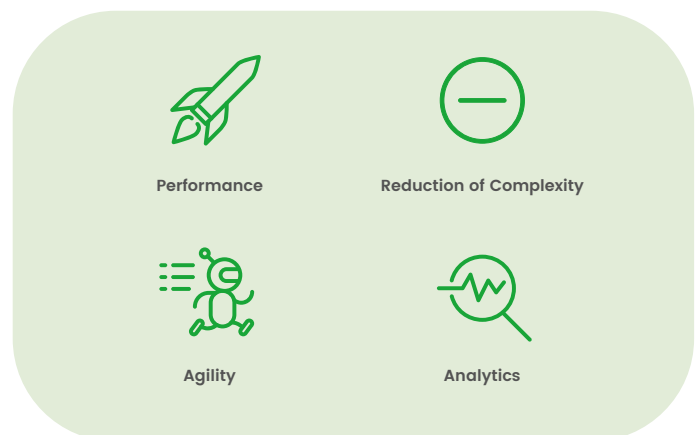 Performance
Reduction of Complexity
Agility
Analytics